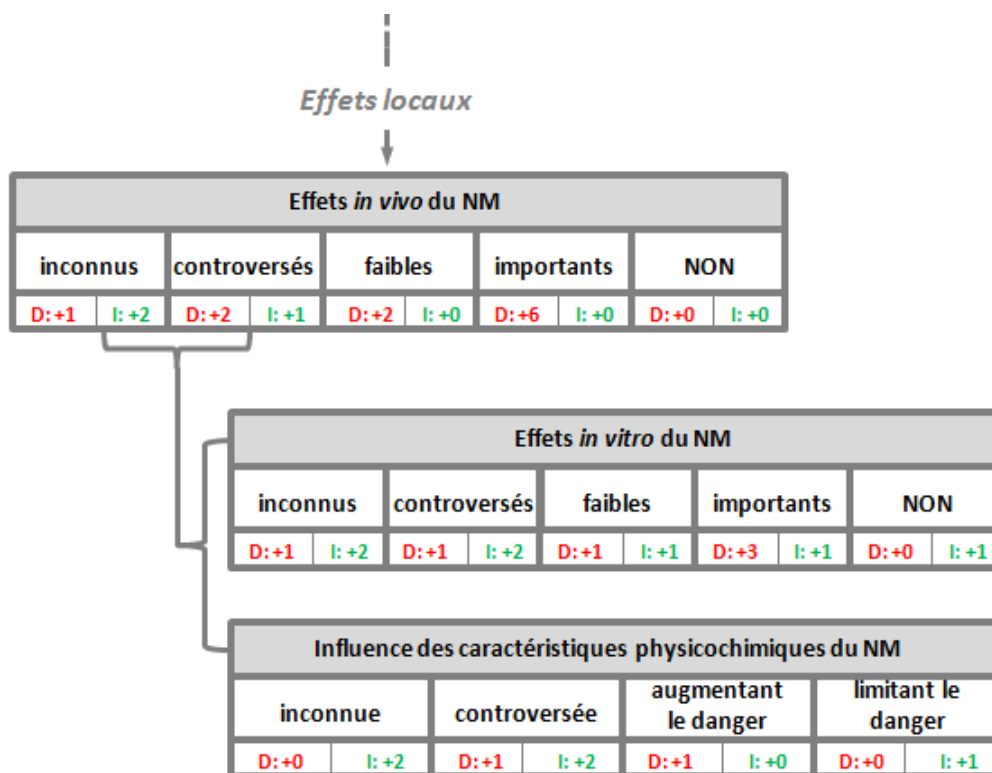 Effets locaux
Effets in vivo du NM
inconnus controversés faibles importants NON
D: +1 I: +2 D: +2 I: +1 D: +2 I: +0 D: +6 I: +0 D: +0 I: +0
Effets in vitro du NM
inconnus controversés faibles importants NON
D: +1 I: +2 D: +1 I: +2 D: +1 I: +1 D: +3 I: +1 D: +0 I: +1
Influence des caractéristiques physicochimiques du NM
inconnue controversée augmentant le danger limitant le danger
D: +0 I: +2 D: +1 I: +2 D: +1 I: +0 D: +0 I: +1